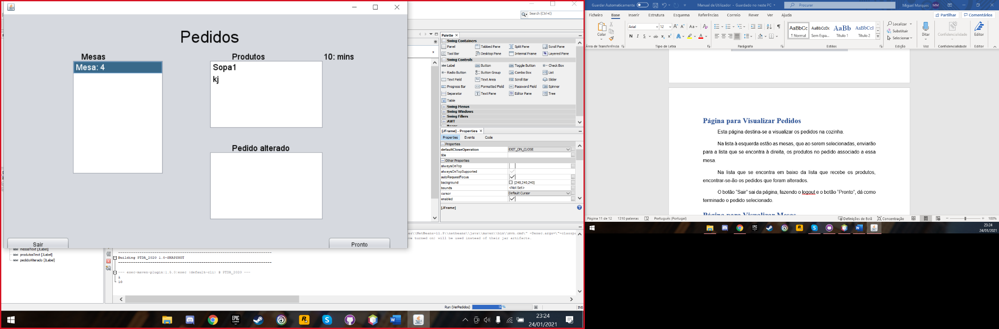 Pedidos
Mesas
Produtos
10: mins
Mesa: 4
Sopa1
kj
Pedido alterado
Sair
Pronto
mesasText [JLabel]
produtosText [JLabel]
pedidoAlterado [JLabel]
Search (Ctrl+I)
Palette
Swing Containers
Panel
Tabbed Pane
Split Pane
Scroll Pane
Tool Bar
Desktop Pane
Internal Frame
Layered Pane
Swing Controls
Label
Button
Toggle Button
Check Box
Radio Button
Button Group
Combo Box
List
Text Field
Text Area
Scroll Bar
Slider
Progress Bar
Formatted Field
Password Field
Spinner
Separator
Text Pane
Editor Pane
Tree
Table
Swing Menus
Swing Windows
Swing Fillers
AWT
[JFrame] - Properties
Properties Events Code
Properties
defaultCloseOperation EXIT_ON_CLOSE
title
Other Properties
alwaysOnTop
alwaysOnTopSupported
autoRequestFocus
background [240,240,240]
bounds <Not Set>
cursor Default Cursor
enabled
[JFrame]
es\\NetBeans-11.3\\netbeans\\java\\maven\\bin\\mvn.cmd\" -Dexec.args=\"-classpa
ve turned on) will be used instead of their jar artifacts.
------------------------------------------------------------------------
Building PTDA_2020 1.0-SNAPSHOT
------------------------------------------------------------------------
--- exec-maven-plugin:1.5.0:exec (default-cli) @ PTDA_2020 ---
1
10
Run (VerPedidos) 50%
INS
23:24
24/01/2021
Guardar Automaticamente
Manual de Utilizador - Guardado no neste PC
Procurar
Miguel Marques MM
Ficheiro Base Inserir Estrutura Esquema Referências Correio Rever Ver Ajuda
Partilhar
Comentários
Colar
Arial 12
N I S ab
AaBbCc
¶ Normal
AaBbCcDc
Sem Espa...
AaBb
Título 1
AaBbCcl
Título 2
Localizar
Substituir
Selecionar
Ditar
Confidencialidade
Editor
Área de Transferência
Tipo de Letra
Parágrafo
Estilos
Edição
Voz
Confidencialidade
Editor
Página para Visualizar Pedidos
Esta página destina-se a visualizar os pedidos na cozinha.
Na lista à esquerda estão as mesas, que ao serem selecionadas, enviarão
para a lista que se encontra à direita, os produtos no pedido associado a essa
mesa.
Na lista que se encontra em baixo da lista que recebe os produtos,
encontrar-se-ão os pedidos que foram alterados.
O botão “Sair” sai da página, fazendo o logout e o botão “Pronto”, dá como
terminado o pedido selecionado.
Página para Visualizar Mesas
Página 11 de 12
1310 palavras
Português (Portugal)
Definições de Ecrã
Concentração
100%
23:24
24/01/2021